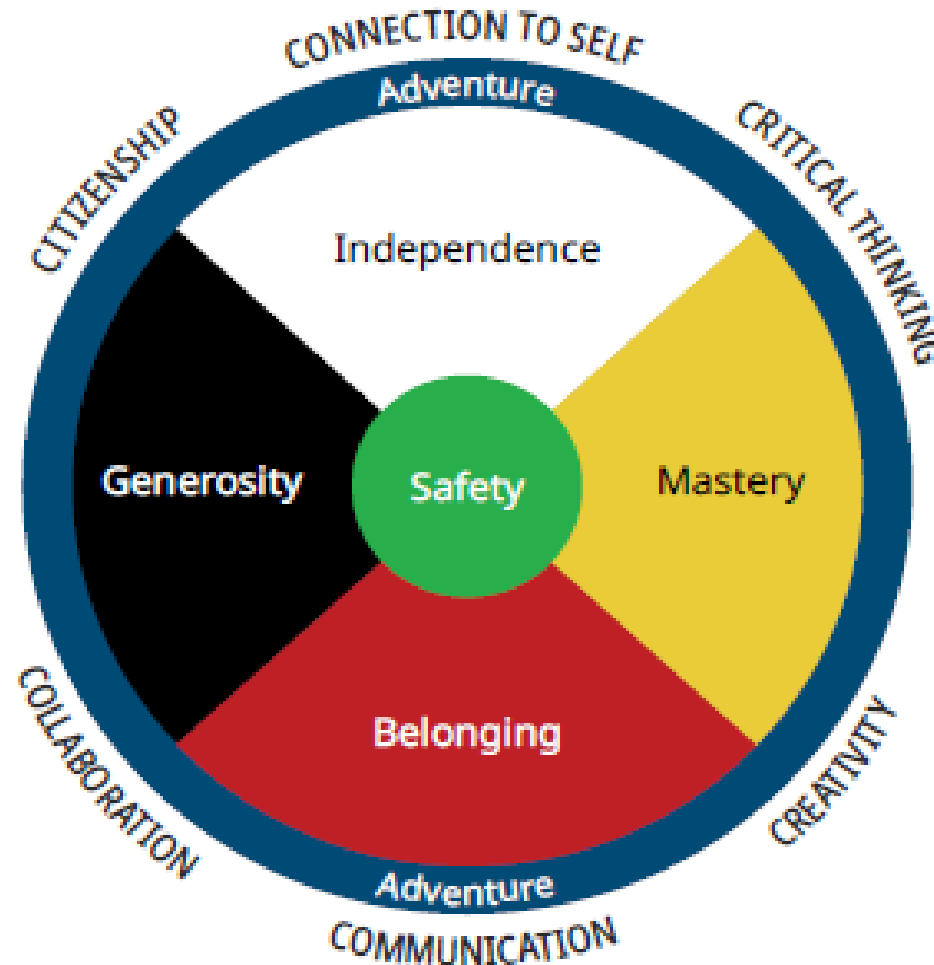 CONNECTION TO SELF
Adventure
CITIZENSHIP
CRITICAL THINKING
Independence
Generosity
Safety
Mastery
Belonging
COLLABORATION
CREATIVITY
Adventure
COMMUNICATION